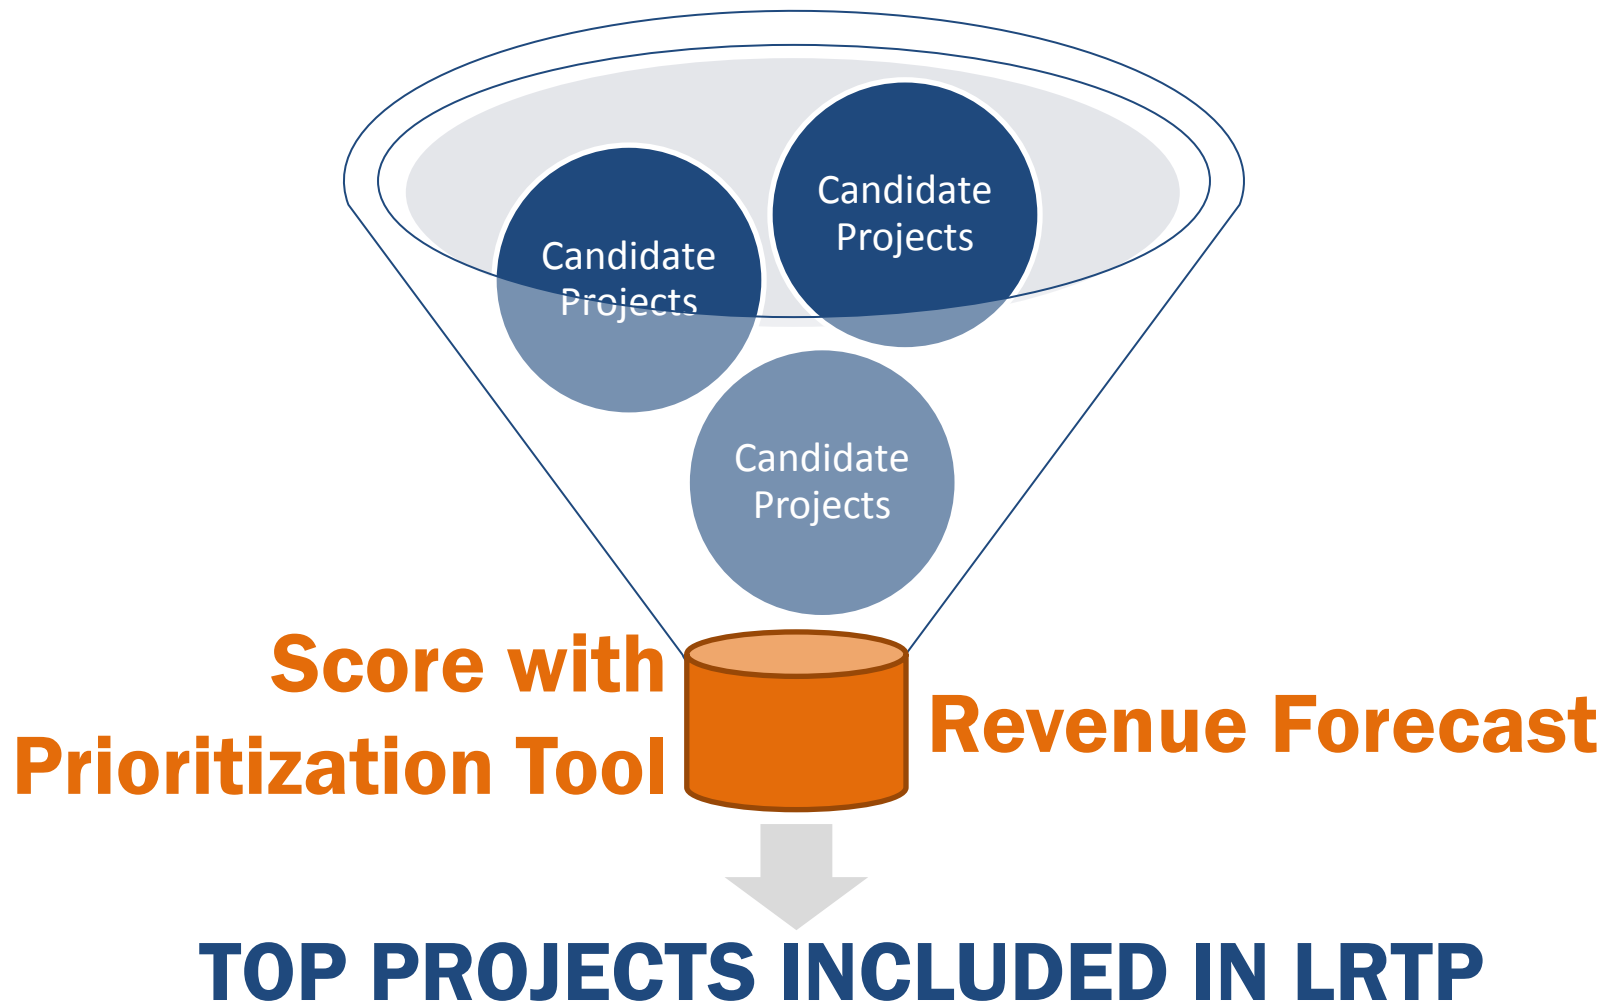 Candidate
Projects
Candidate
Projects
Candidate
Projects
Score with
Prioritization Tool
Revenue Forecast
TOP PROJECTS INCLUDED IN LRTP